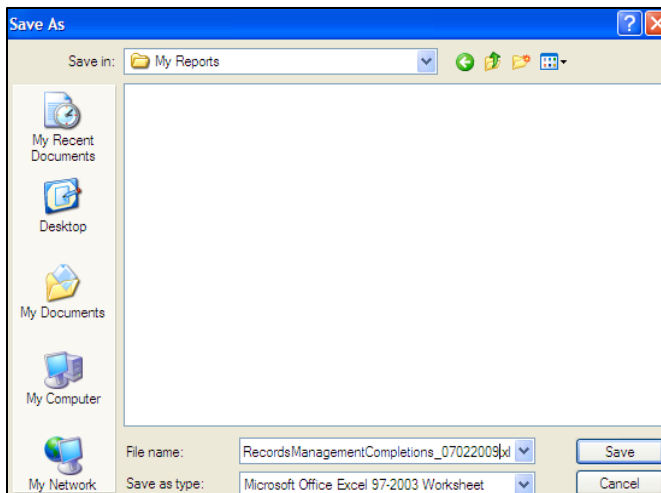 Save As
Save in: My Reports
My Recent
Documents
Desktop
My Documents
My Computer
My Network
File name: RecordsManagementCompletions_07022009.xl
Save
Save as type: Microsoft Office Excel 97-2003 Worksheet
Cancel